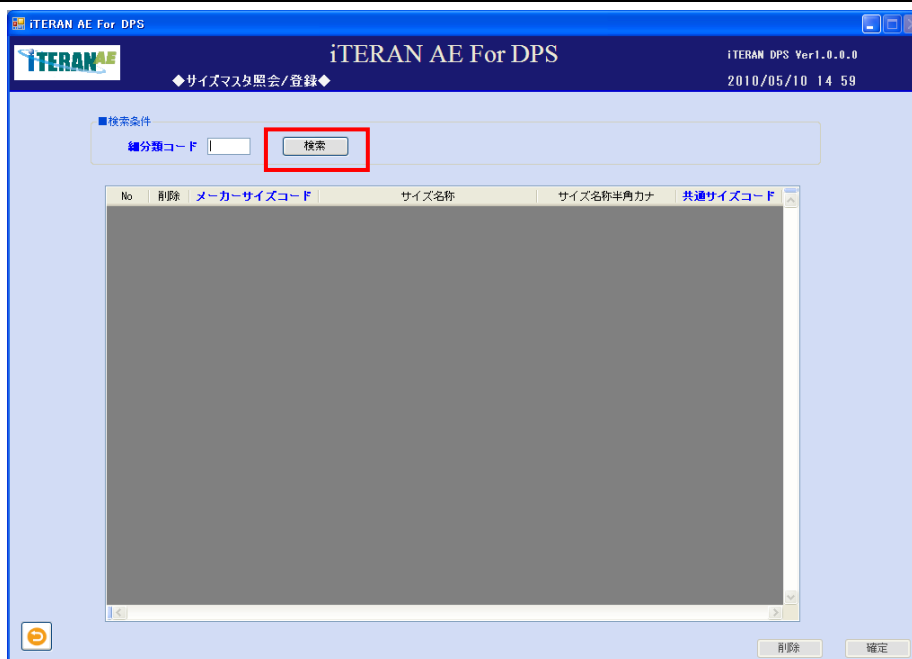 iTERAN AE For DPS
iTERAN AE
iTERAN AE For DPS
iTERAN DPS Ver1.0.0.0
◆サイズマスタ照会/登録◆
2010/05/10 14 59
■検索条件
細分類コード 検索
No 削除 メーカーサイズコード サイズ名称 サイズ名称半角カナ 共通サイズコード
削除 確定